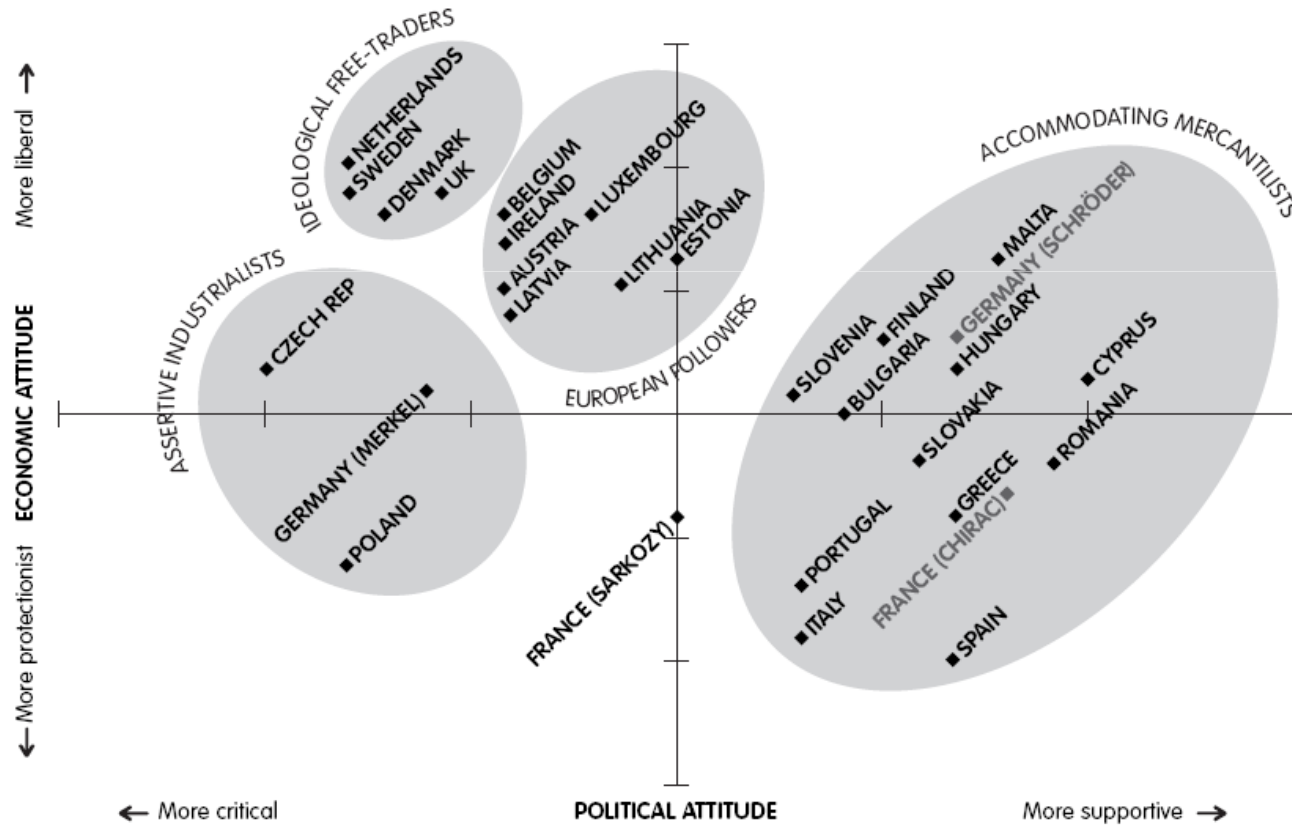 IDEOLOGICAL FREE-TRADERS
NETHERLANDS
SWEDEN
DENMARK
UK
BELGIUM
IRELAND
AUSTRIA
LATVIA
LUXEMBOURG
LITHUANIA
ESTONIA
EUROPEAN FOLLOWERS
ASSERTIVE INDUSTRIALISTS
CZECH REP
GERMANY (MERKEL)
POLAND
FRANCE (SARKOZY)
ACCOMMODATING MERCANTILISTS
MALTA
GERMANY (SCHRÖDER)
FINLAND
SLOVENIA
BULGARIA
HUNGARY
CYPRUS
SLOVAKIA
ROMANIA
GREECE
FRANCE (CHIRAC)
PORTUGAL
ITALY
SPAIN
More liberal →
ECONOMIC ATTITUDE
← More protectionist
← More critical
POLITICAL ATTITUDE
More supportive →